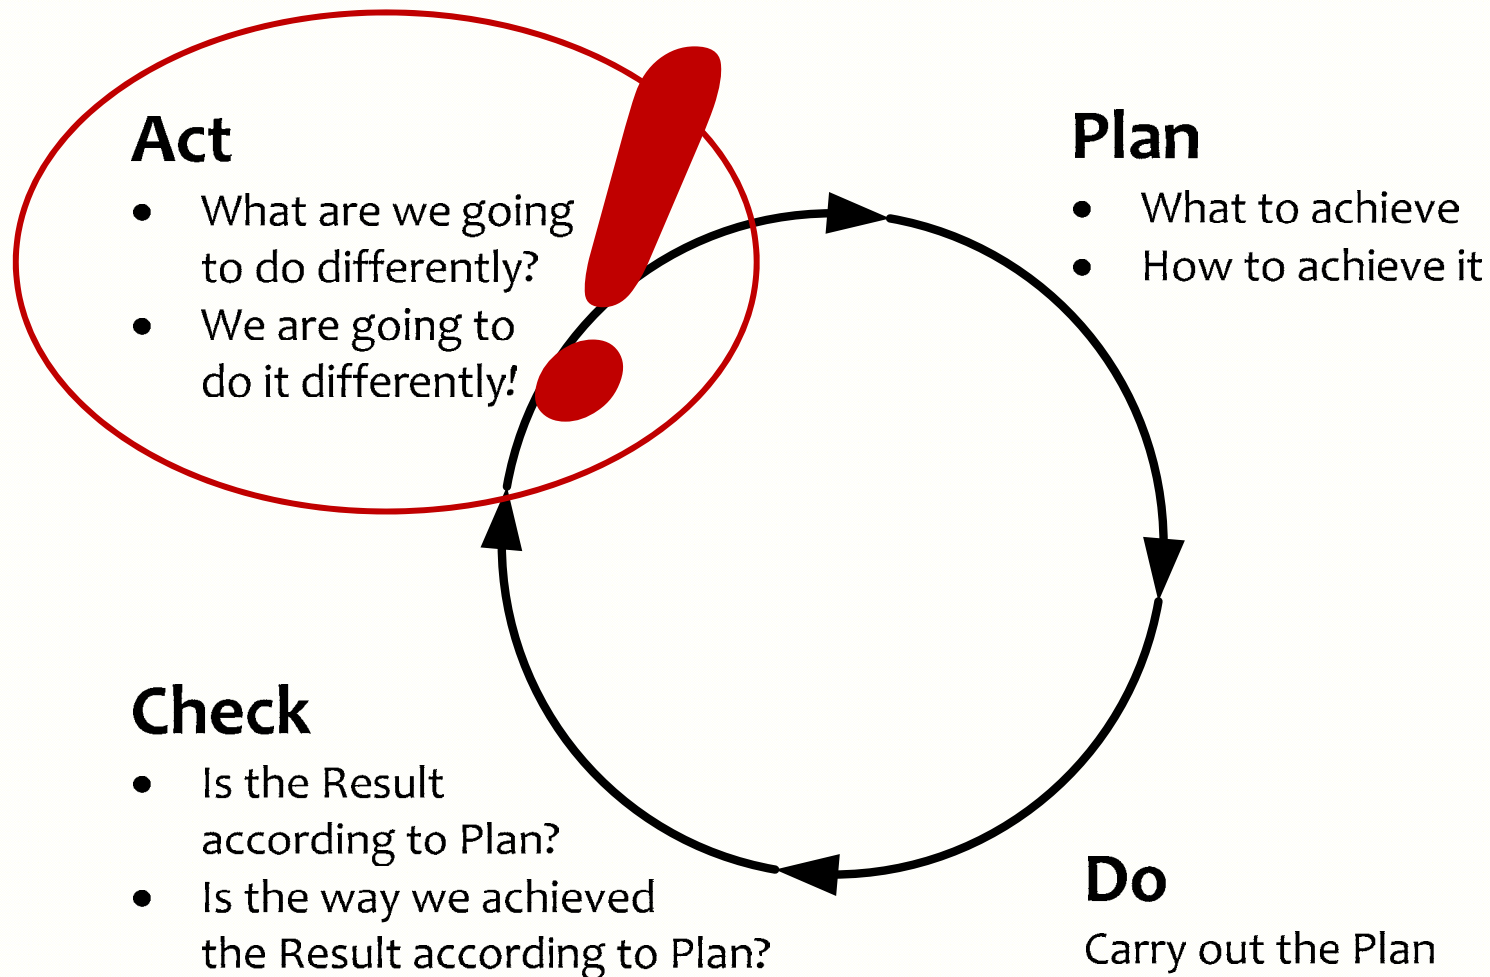 Act
• What are we going
to do differently?
• We are going to
do it differently!
Plan
• What to achieve
• How to achieve it
Check
• Is the Result
according to Plan?
• Is the way we achieved
the Result according to Plan?
Do
Carry out the Plan